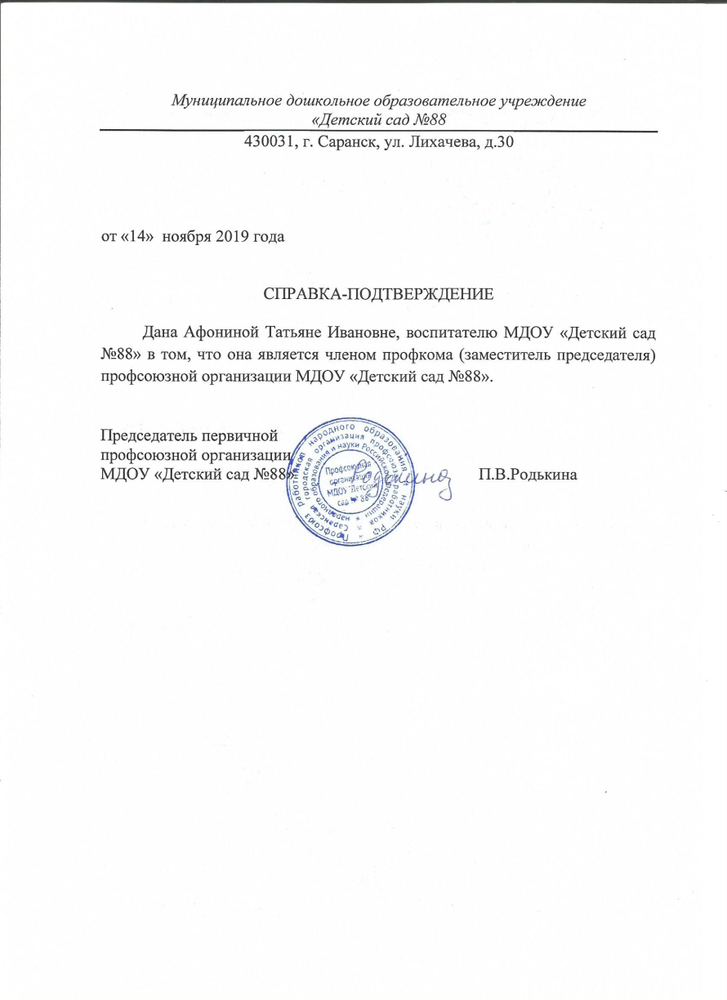 Муниципальное дошкольное образовательное учреждение
«Детский сад №88
430031, г. Саранск, ул. Лихачева, д.30
от «14» ноября 2019 года
СПРАВКА-ПОДТВЕРЖДЕНИЕ
Дана Афониной Татьяне Ивановне, воспитателю МДОУ «Детский сад
№88» в том, что она является членом профкома (заместитель председателя)
профсоюзной организации МДОУ «Детский сад №88».
Председатель первичной
профсоюзной организации
МДОУ «Детский сад №88» П.В.Родькина
Профсоюз работников народного образования и науки РФ
городская организация профсоюза работников
народного образования и науки Российской Федерации
Профсоюзная
организация
МДОУ "Детский
сад № 88"